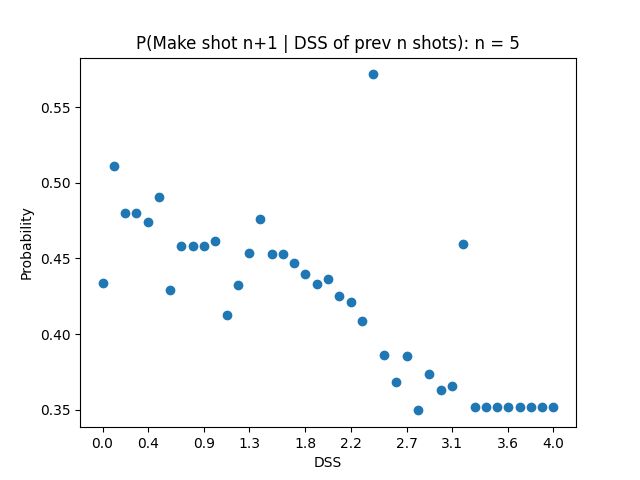 P(Make shot n+1 | DSS of prev n shots): n = 5
Probability
0.55
0.50
0.45
0.40
0.35
0.0 0.4 0.9 1.3 1.8 2.2 2.7 3.1 3.6 4.0
DSS